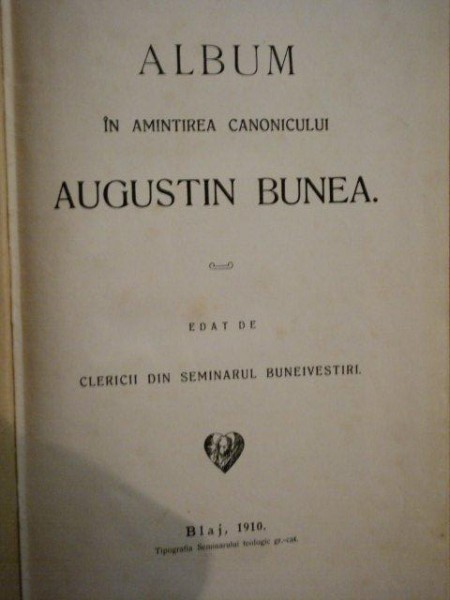 ALBUM
ÎN AMINTIREA CANONICULUI
AUGUSTIN BUNEA.
EDAT DE
CLERICII DIN SEMINARUL BUNEIVESTIRI.
Blaj, 1910.
Tipografia Seminarului teologic gr.-cat.